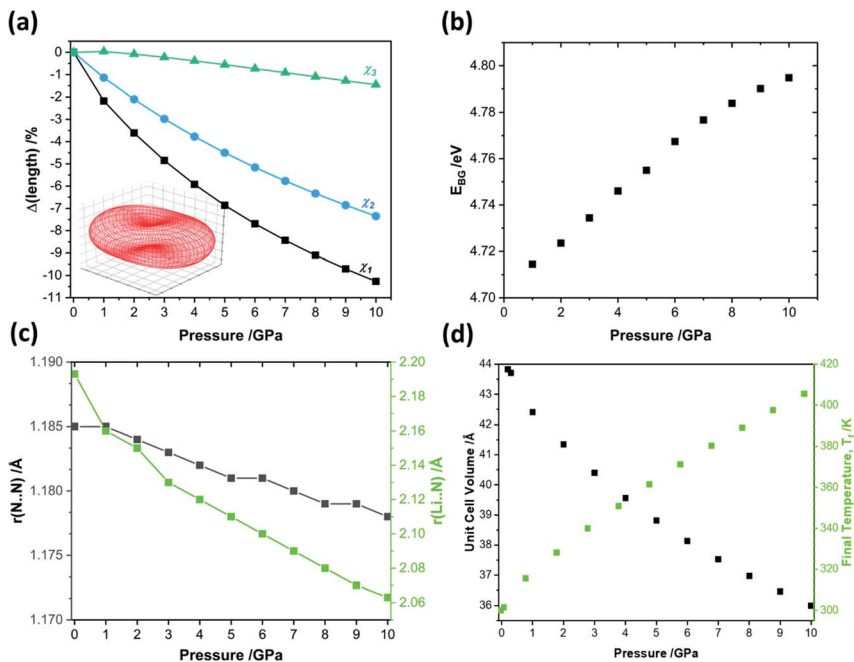 (a)
Δ(length) /%
0
-1
-2
-3
-4
-5
-6
-7
-8
-9
-10
-11
χ3
χ2
χ1
0 1 2 3 4 5 6 7 8 9 10
Pressure /GPa
(b)
E_BG /eV
4.80
4.78
4.76
4.74
4.72
4.70
0 2 4 6 8 10
Pressure /GPa
(c)
r(N..N) /Å
1.190
1.185
1.180
1.175
1.170
r(Li..N) /Å
2.20
2.18
2.16
2.14
2.12
2.10
2.08
2.06
0 1 2 3 4 5 6 7 8 9 10
Pressure /GPa
(d)
Unit Cell Volume /Å
44
43
42
41
40
39
38
37
36
Final Temperature, T_f /K
420
400
380
360
340
320
300
0 1 2 3 4 5 6 7 8 9 10
Pressure /GPa